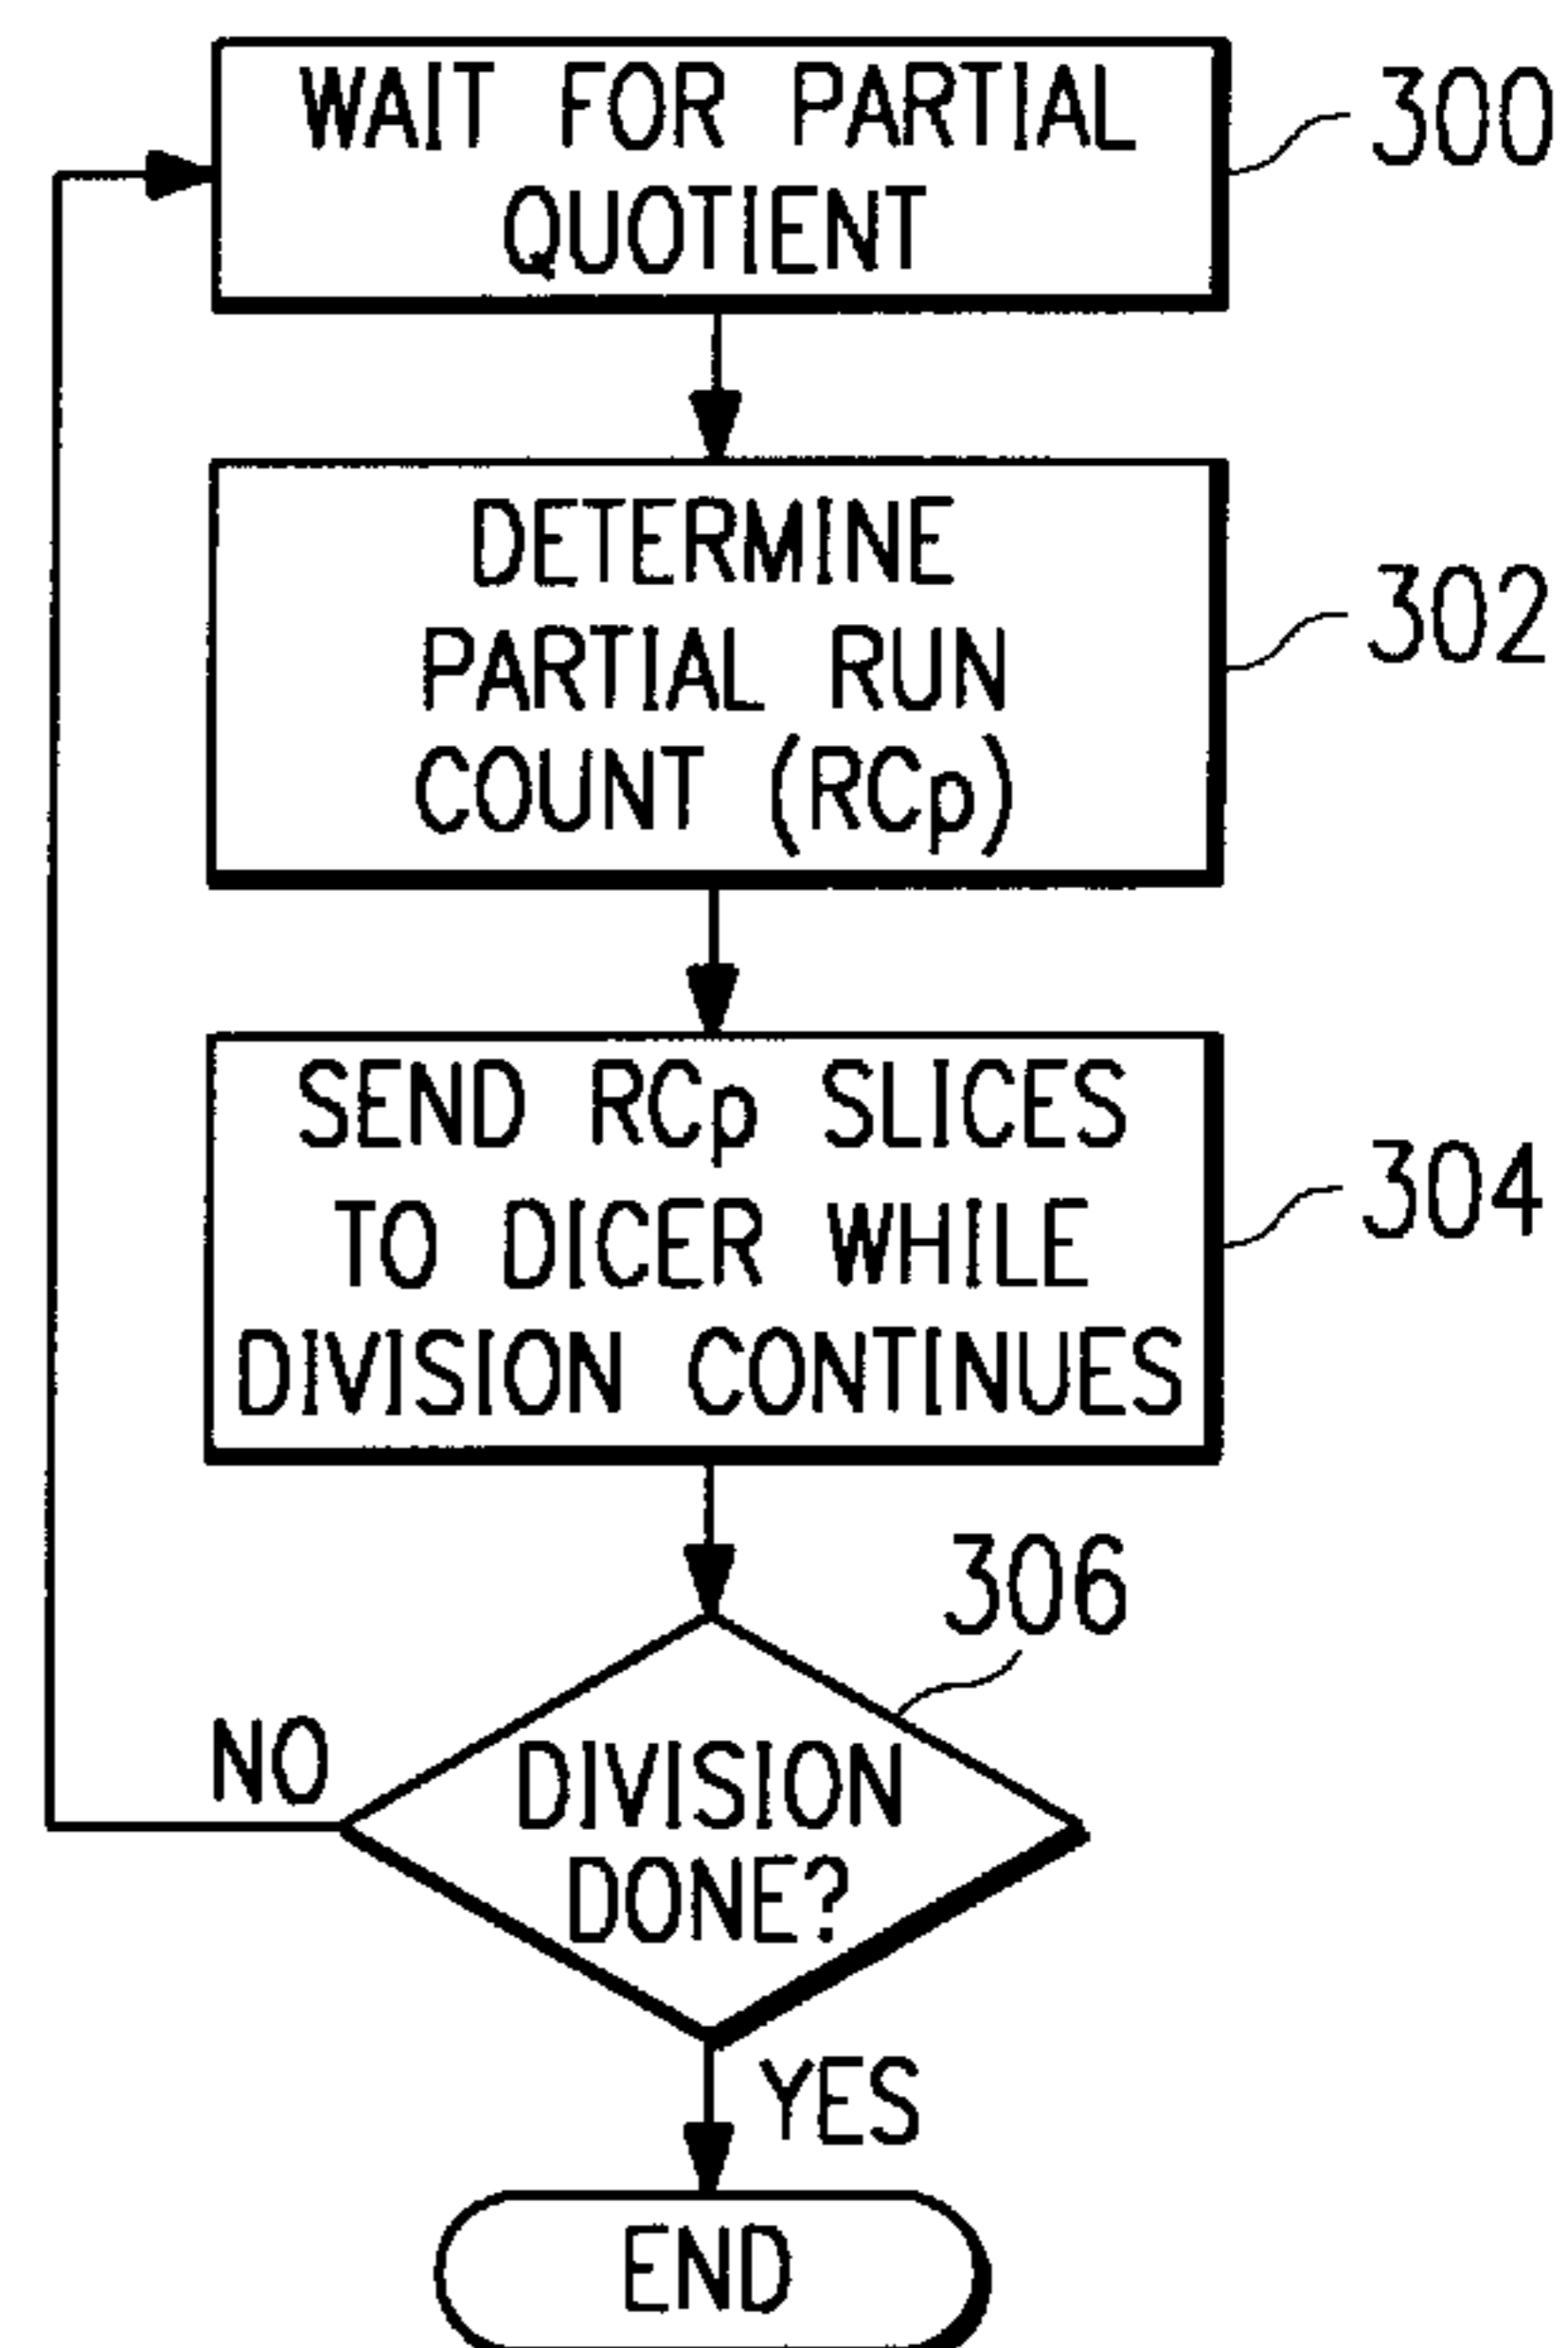 WAIT FOR PARTIAL
QUOTIENT
300
DETERMINE
PARTIAL RUN
COUNT (RCp)
302
SEND RCp SLICES
TO DICER WHILE
DIVISION CONTINUES
304
306
NO
DIVISION
DONE?
YES
END